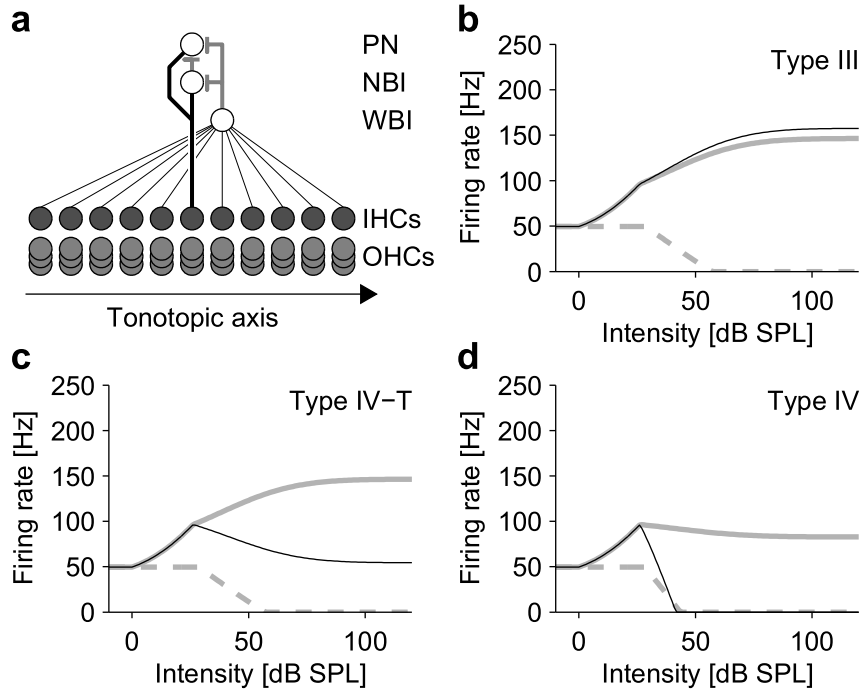 a
PN
NBI
WBI
IHCs
OHCs
Tonotopic axis
b
Type III
Firing rate [Hz]
250
200
150
100
50
0
0 50 100
Intensity [dB SPL]
c
Type IV–T
Firing rate [Hz]
250
200
150
100
50
0
0 50 100
Intensity [dB SPL]
d
Type IV
Firing rate [Hz]
250
200
150
100
50
0
0 50 100
Intensity [dB SPL]